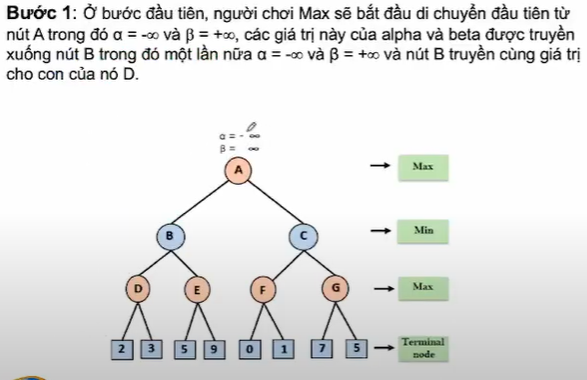 Bước 1: Ở bước đầu tiên, người chơi Max sẽ bắt đầu di chuyển đầu tiên từ
nút A trong đó α = -∞ và β = +∞, các giá trị này của alpha và beta được truyền
xuống nút B trong đó một lần nữa α = -∞ và β = +∞ và nút B truyền cùng giá trị
cho con của nó D.
α = - ∞
β = ∞
A
Max
B
C
Min
D
E
F
G
Max
2 3 5 9 0 1 7 5
Terminal
node